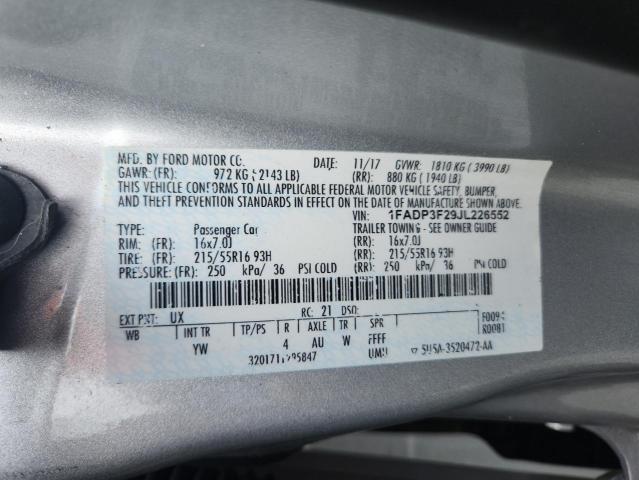 MFD. BY FORD MOTOR CO. DATE: 11/17 GVWR: 1810 KG ( 3990 LB)
GAWR: (FR): 972 KG ( 2143 LB) (RR): 880 KG ( 1940 LB)
THIS VEHICLE CONFORMS TO ALL APPLICABLE FEDERAL MOTOR VEHICLE SAFETY, BUMPER,
AND THEFT PREVENTION STANDARDS IN EFFECT ON THE DATE OF MANUFACTURE SHOWN ABOVE.
VIN: 1FADP3F29JL226552
TYPE: Passenger Car TRAILER TOWING - SEE OWNER GUIDE
RIM: (FR) 16x7.0J (RR): 16x7.0J
TIRE: (FR) 215/55R16 93H (RR): 215/55R16 93H
PRESSURE: (FR) 250 kPa/ 36 PSI COLD (RR) 250 kPa/ 36 PSI COLD
EXT PNT: UX RC: 21 DSO:
WB INT TR TP/PS R AXLE TR SPR
YW 4 AU W FFFF
UMU
R0081